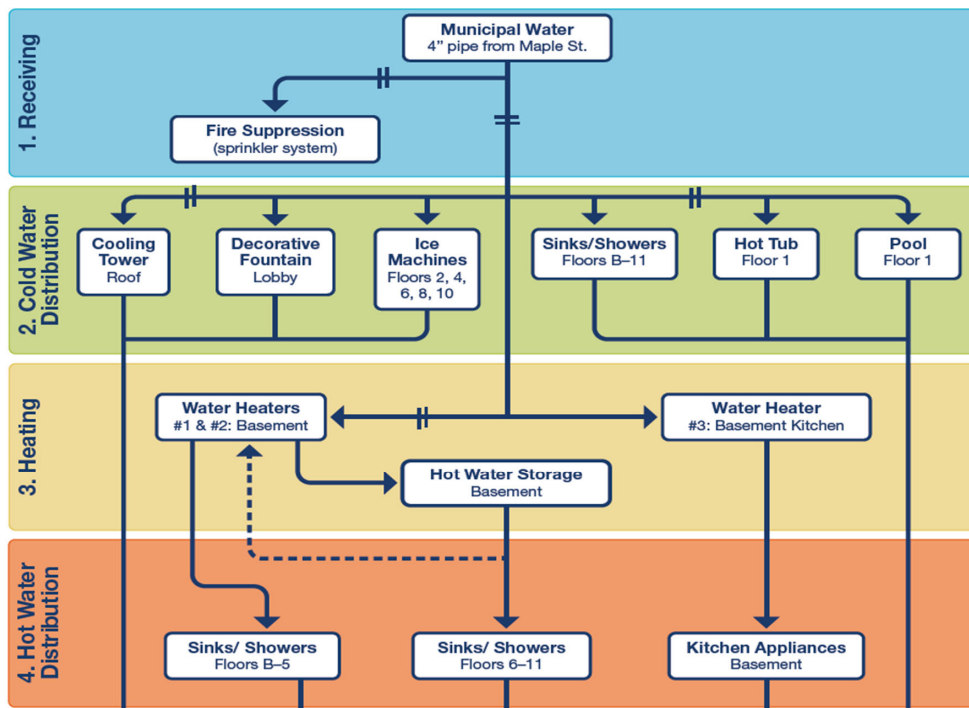 1. Receiving
Municipal Water
4” pipe from Maple St.
Fire Suppression
(sprinkler system)
2. Cold Water
Distribution
Cooling
Tower
Roof
Decorative
Fountain
Lobby
Ice
Machines
Floors 2, 4,
6, 8, 10
Sinks/Showers
Floors B–11
Hot Tub
Floor 1
Pool
Floor 1
3. Heating
Water Heaters
#1 & #2: Basement
Water Heater
#3: Basement Kitchen
Hot Water Storage
Basement
4. Hot Water
Distribution
Sinks/ Showers
Floors B–5
Sinks/ Showers
Floors 6–11
Kitchen Appliances
Basement